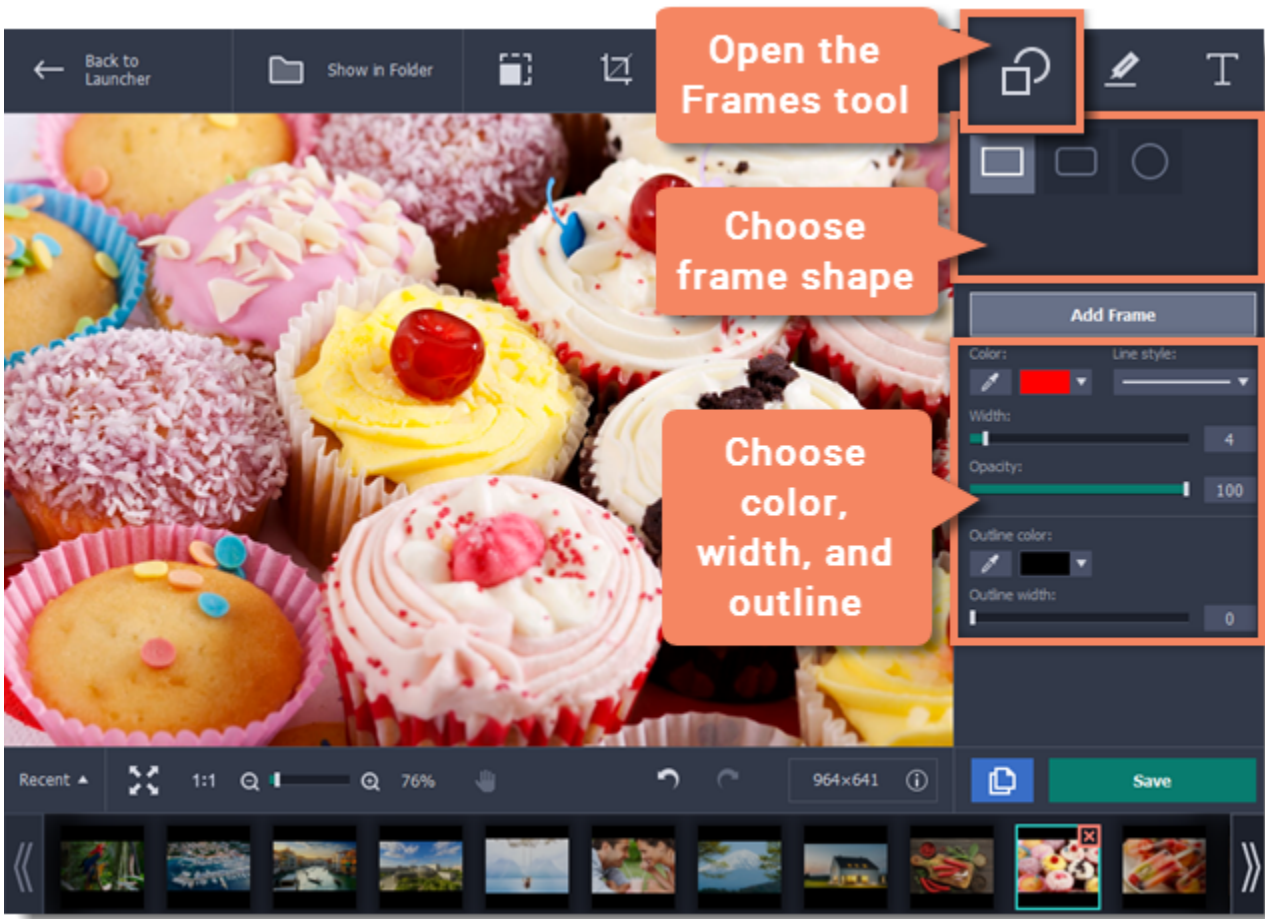 Back to
Launcher
Show in Folder
Open the
Frames tool
T
Choose
frame shape
Add Frame
Color:
Line style:
Width:
4
Opacity:
100
Choose
color,
width, and
outline
Outline color:
Outline width:
0
Recent
1:1
76%
964×641
Save